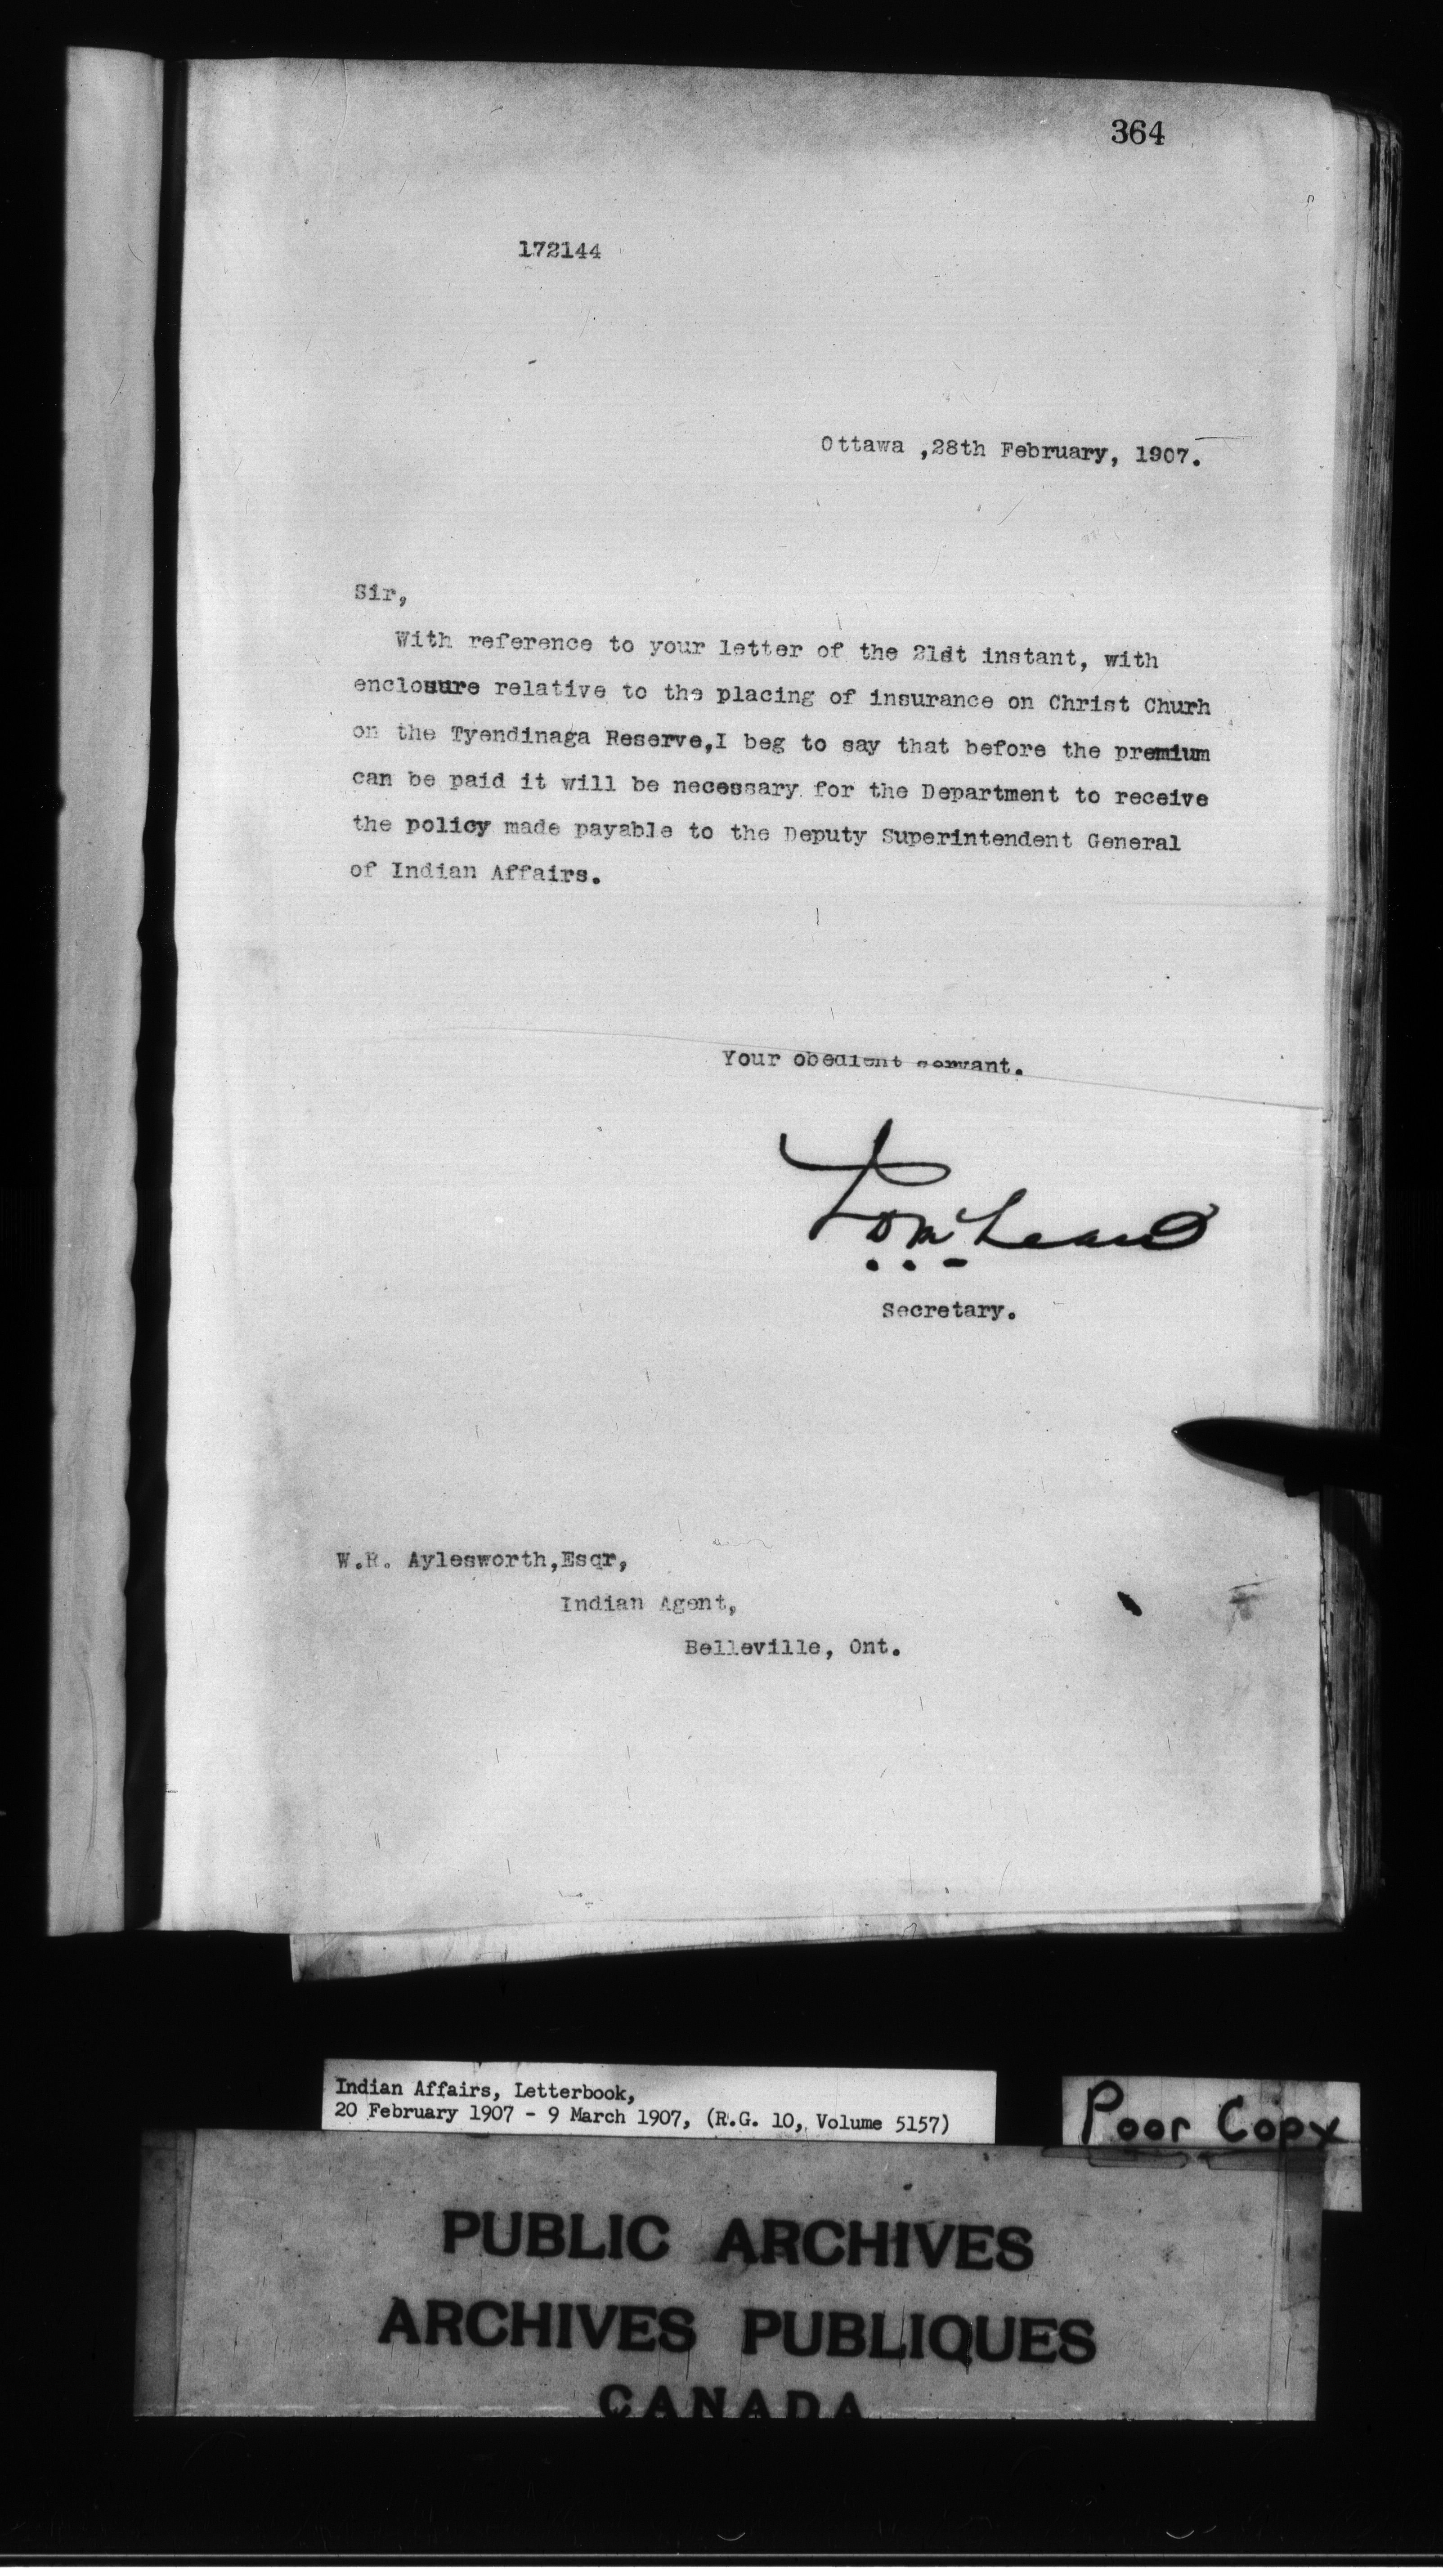 364
172144
Ottawa ,28th February, 1907.
Sir,
With reference to your letter of the 21st instant, with
enclosure relative to the placing of insurance on Christ Churh
on the Tyendinaga Reserve,I beg to say that before the premium
can be paid it will be necessary for the Department to receive
the policy made payable to the Deputy Superintendent General
of Indian Affairs.
Your obedient servant.
Secretary.
W.R. Aylesworth,Esqr,
Indian Agent,
Belleville, Ont.
Indian Affairs, Letterbook,
20 February 1907 - 9 March 1907, (R.G. 10, Volume 5157)
Poor Copy
PUBLIC ARCHIVES
ARCHIVES PUBLIQUES
CANADA